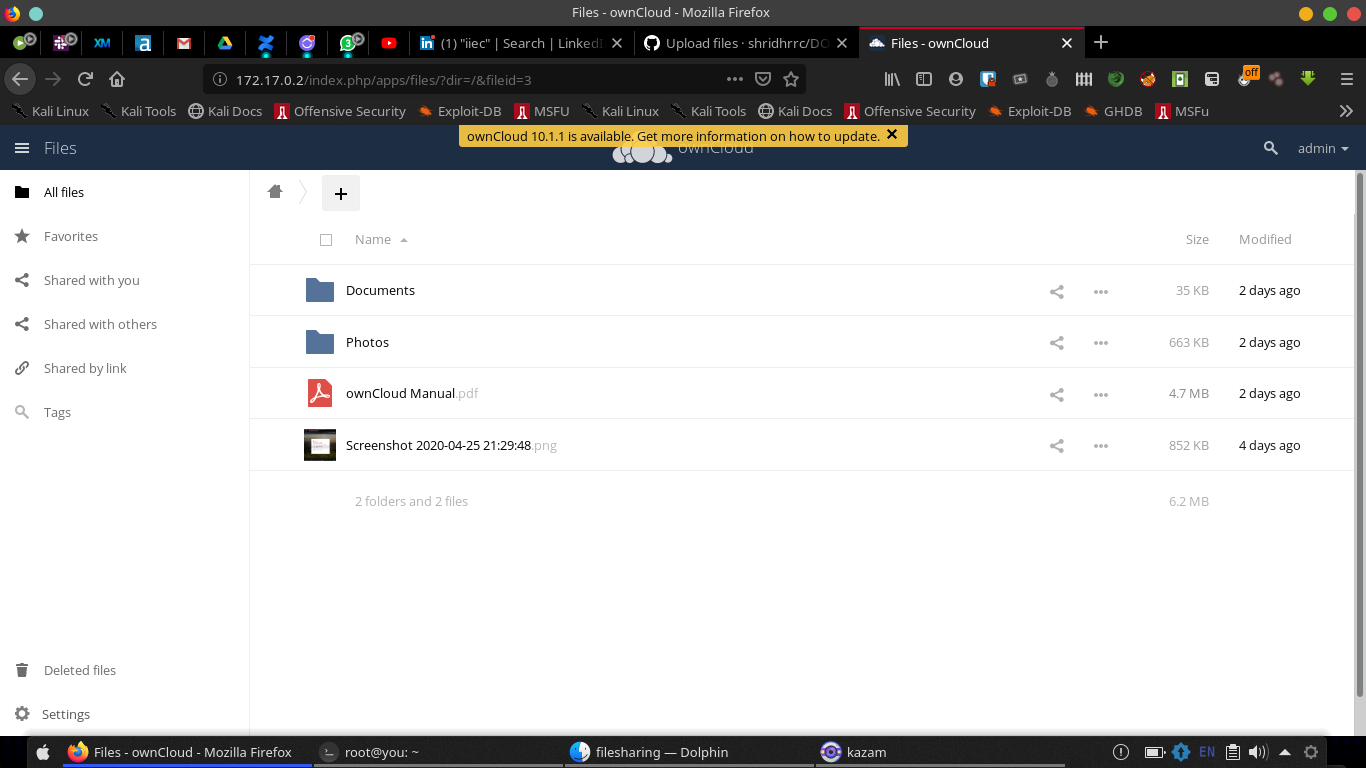 Files - ownCloud - Mozilla Firefox
XM
a
3
in
(1) "iiec" | Search | LinkedI
Upload files · shridhrrc/DO
Files - ownCloud
172.17.0.2/index.php/apps/files/?dir=/&fileid=3
off
Kali Linux
Kali Tools
Kali Docs
Offensive Security
Exploit-DB
MSFU
Kali Linux
Kali Tools
Kali Docs
Offensive Security
Exploit-DB
GHDB
MSFu
ownCloud 10.1.1 is available. Get more information on how to update.
Files
ownCloud
admin
All files
Favorites
Shared with you
Shared with others
Shared by link
Tags
Deleted files
Settings
Name
Size
Modified
Documents
35 KB
2 days ago
Photos
663 KB
2 days ago
ownCloud Manual.pdf
4.7 MB
2 days ago
Screenshot 2020-04-25 21:29:48.png
852 KB
4 days ago
2 folders and 2 files
6.2 MB
Files - ownCloud - Mozilla Firefox
root@you: ~
filesharing — Dolphin
kazam
EN